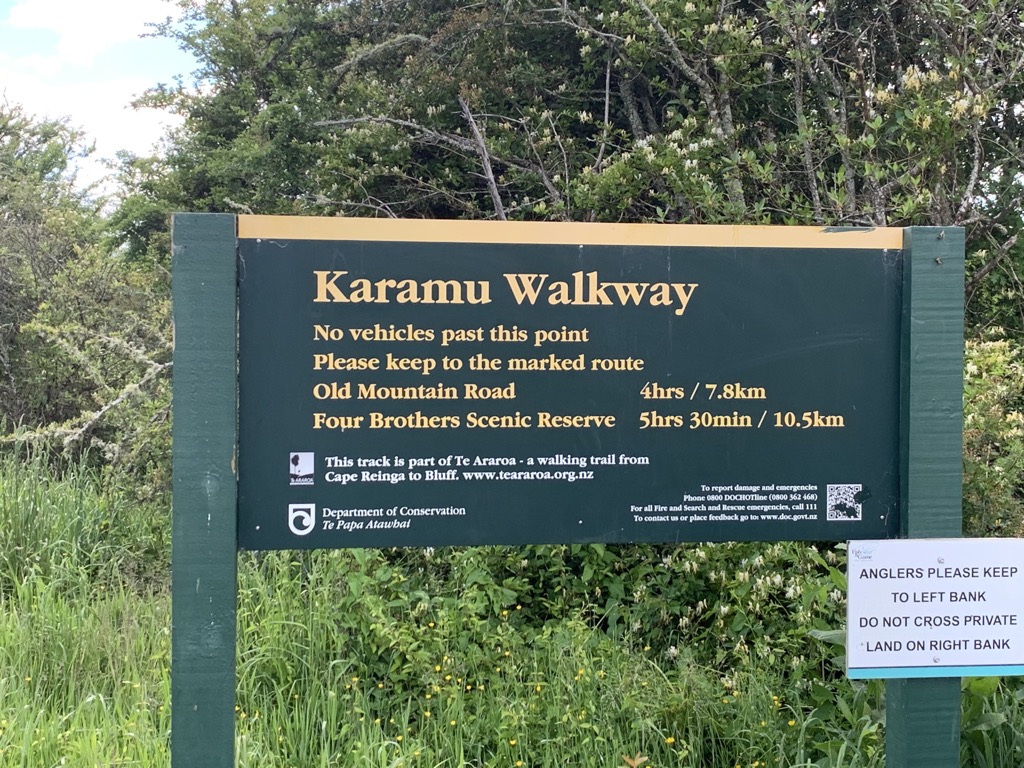 Karamu Walkway
No vehicles past this point
Please keep to the marked route
Old Mountain Road 4hrs / 7.8km
Four Brothers Scenic Reserve 5hrs 30min / 10.5km
TE ARAROA
This track is part of Te Araroa - a walking trail from
Cape Reinga to Bluff. www.teararoa.org.nz
Department of Conservation
Te Papa Atawhai
To report damage and emergencies
Phone 0800 DOCHOTline (0800 362 468)
For all Fire and Search and Rescue emergencies, call 111
To contact us or place feedback go to: www.doc.govt.nz
Fish and Game
ANGLERS PLEASE KEEP
TO LEFT BANK
DO NOT CROSS PRIVATE
LAND ON RIGHT BANK